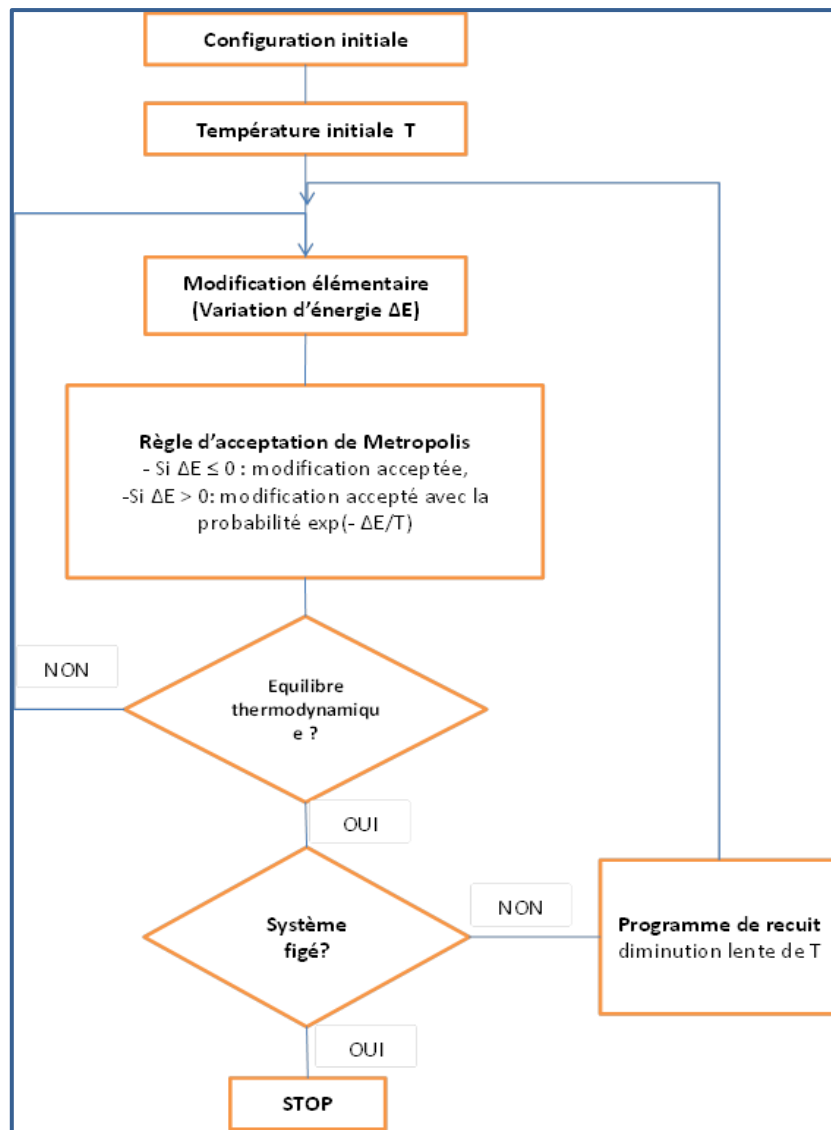 Configuration initiale
Température initiale T
Modification élémentaire
(Variation d'énergie ΔE)
Règle d'acceptation de Metropolis
- Si ΔE ≤ 0 : modification acceptée,
-Si ΔE > 0: modification accepté avec la
probabilité exp(- ΔE/T)
NON
Equilibre
thermodynamiqu
e ?
OUI
Système
figé?
NON
Programme de recuit
diminution lente de T
OUI
STOP